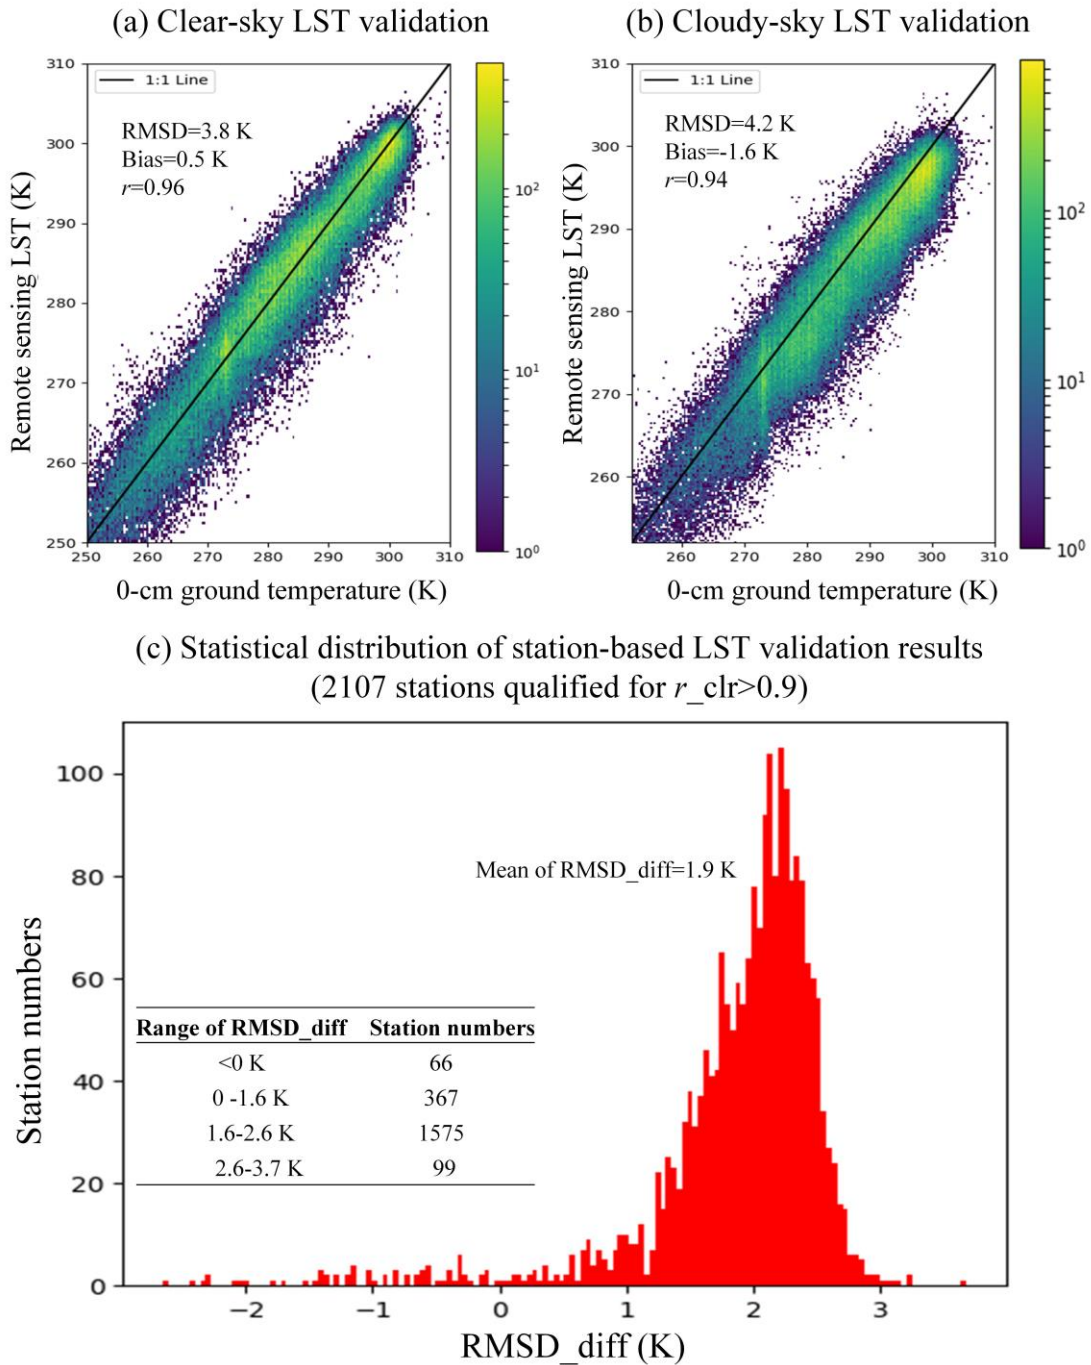 (a) Clear-sky LST validation
(b) Cloudy-sky LST validation
310
300
290
280
270
260
250
1:1 Line
RMSD=3.8 K
Bias=0.5 K
r=0.96
250 260 270 280 290 300 310
10²
10¹
10⁰
Remote sensing LST (K)
0-cm ground temperature (K)
310
300
290
280
270
260
1:1 Line
RMSD=4.2 K
Bias=-1.6 K
r=0.94
260 270 280 290 300 310
10²
10¹
10⁰
Remote sensing LST (K)
0-cm ground temperature (K)
(c) Statistical distribution of station-based LST validation results
(2107 stations qualified for r_clr>0.9)
100
80
60
40
20
0
Station numbers
Mean of RMSD_diff=1.9 K
Range of RMSD_diff Station numbers
<0 K 66
0 -1.6 K 367
1.6-2.6 K 1575
2.6-3.7 K 99
−2 −1 0 1 2 3
RMSD_diff (K)